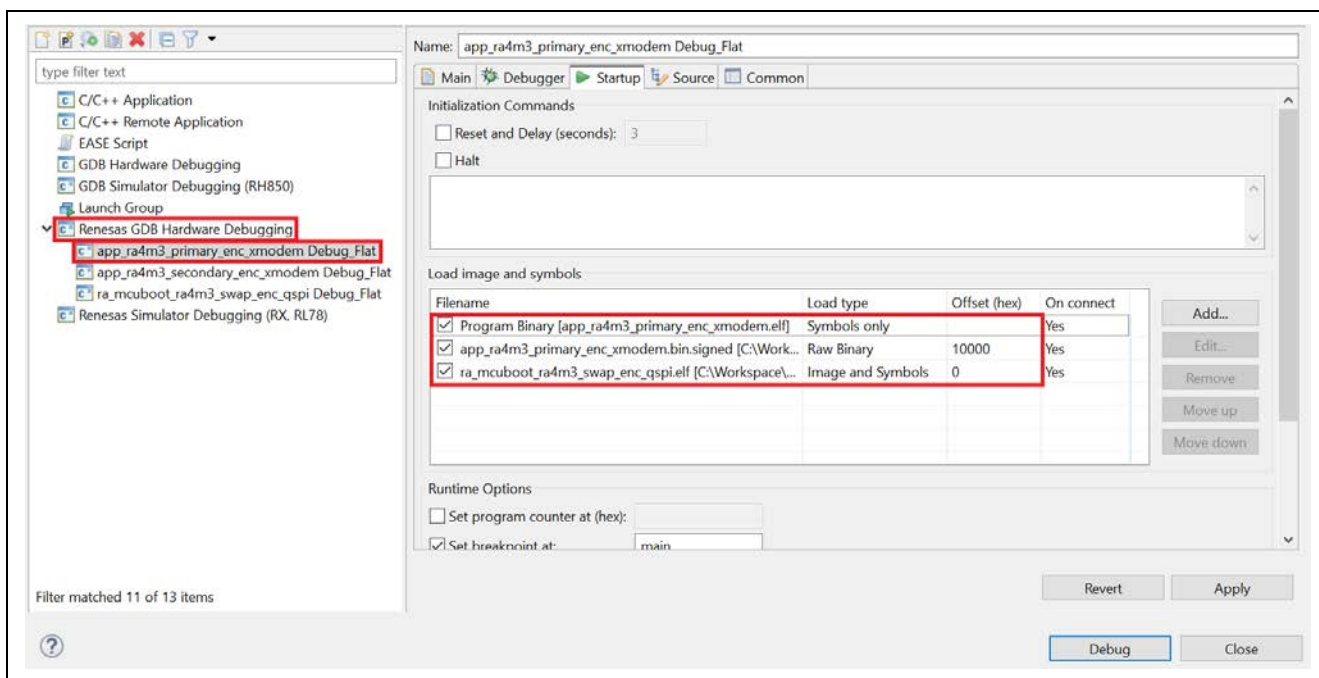 type filter text
C/C++ Application
C/C++ Remote Application
EASE Script
GDB Hardware Debugging
GDB Simulator Debugging (RH850)
Launch Group
Renesas GDB Hardware Debugging
app_ra4m3_primary_enc_xmodem Debug_Flat
app_ra4m3_secondary_enc_xmodem Debug_Flat
ra_mcuboot_ra4m3_swap_enc_qspi Debug_Flat
Renesas Simulator Debugging (RX, RL78)
Filter matched 11 of 13 items
Name: app_ra4m3_primary_enc_xmodem Debug_Flat
Main Debugger Startup Source Common
Initialization Commands
Reset and Delay (seconds): 3
Halt
Load image and symbols
Filename Load type Offset (hex) On connect
Program Binary [app_ra4m3_primary_enc_xmodem.elf] Symbols only Yes
app_ra4m3_primary_enc_xmodem.bin.signed [C:\Work... Raw Binary 10000 Yes
ra_mcuboot_ra4m3_swap_enc_qspi.elf [C:\Workspace\... Image and Symbols 0 Yes
Add...
Edit...
Remove
Move up
Move down
Runtime Options
Set program counter at (hex):
Set breakpoint at: main
Revert Apply
Debug Close